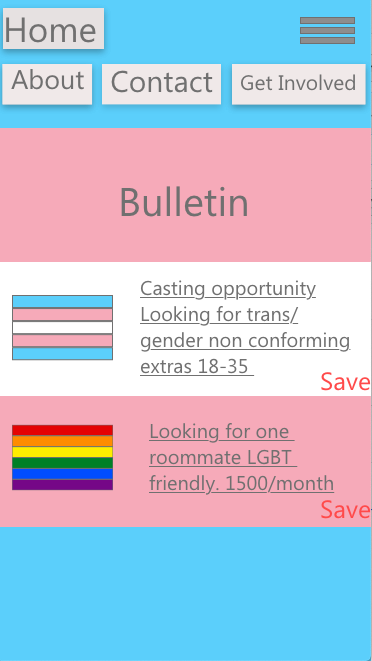 Home
About Contact Get Involved
Bulletin
Casting opportunity
Looking for trans/
gender non conforming
extras 18-35
Save
Looking for one
roommate LGBT
friendly. 1500/month
Save